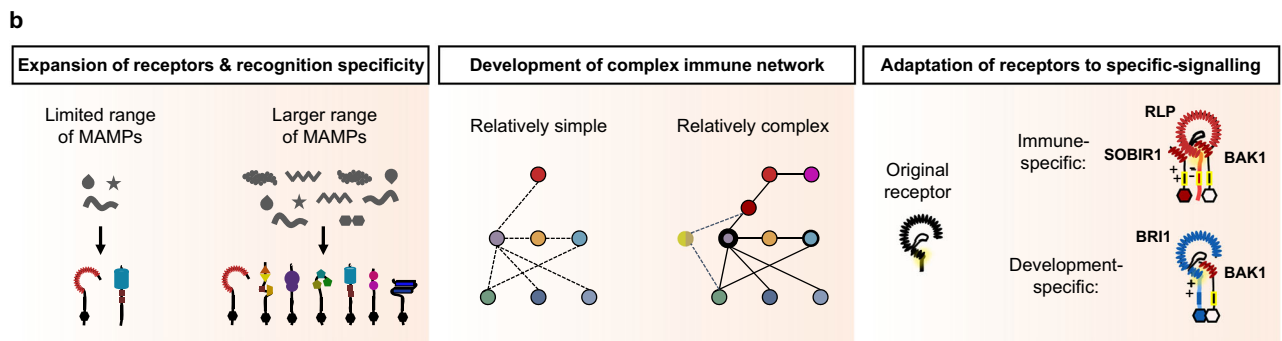 b
Expansion of receptors & recognition specificity
Limited range
of MAMPs
Larger range
of MAMPs
Development of complex immune network
Relatively simple
Relatively complex
Adaptation of receptors to specific-signalling
Original
receptor
Immune-
specific:
RLP
SOBIR1
BAK1
+
+
-
Development-
specific:
BRI1
BAK1
+
+